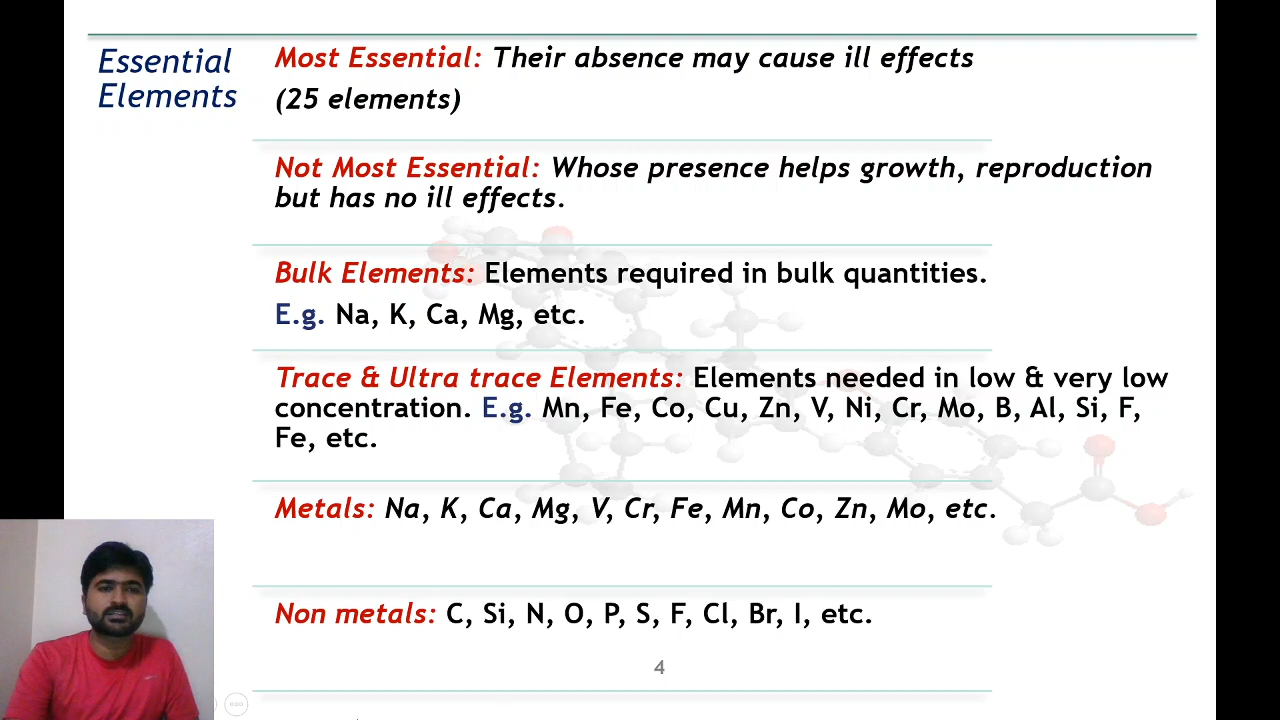 Essential
Elements
Most Essential: Their absence may cause ill effects
(25 elements)
Not Most Essential: Whose presence helps growth, reproduction
but has no ill effects.
Bulk Elements: Elements required in bulk quantities.
E.g. Na, K, Ca, Mg, etc.
Trace & Ultra trace Elements: Elements needed in low & very low
concentration. E.g. Mn, Fe, Co, Cu, Zn, V, Ni, Cr, Mo, B, Al, Si, F,
Fe, etc.
Metals: Na, K, Ca, Mg, V, Cr, Fe, Mn, Co, Zn, Mo, etc.
Non metals: C, Si, N, O, P, S, F, Cl, Br, I, etc.
4